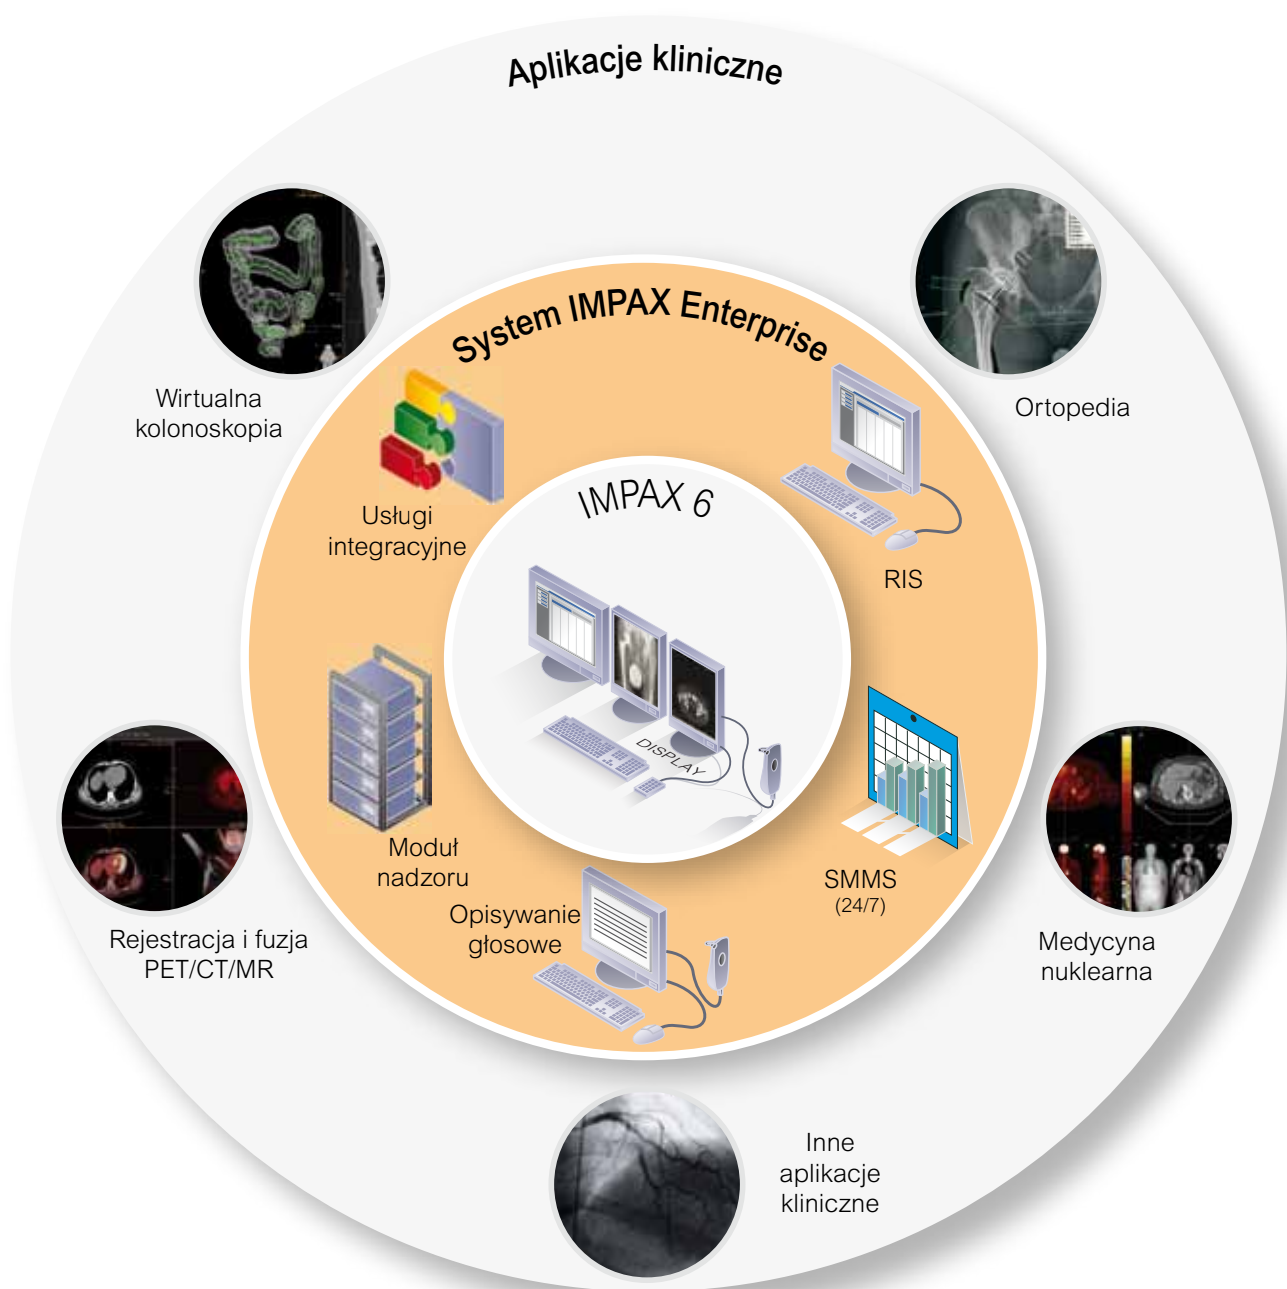 Aplikacje kliniczne
System IMPAX Enterprise
IMPAX 6
Wirtualna
kolonoskopia
Ortopedia
Usługi
integracyjne
RIS
DISPLAY
Moduł
nadzoru
SMMS
(24/7)
Opisywanie
głosowe
Rejestracja i fuzja
PET/CT/MR
Medycyna
nuklearna
Inne
aplikacje
kliniczne